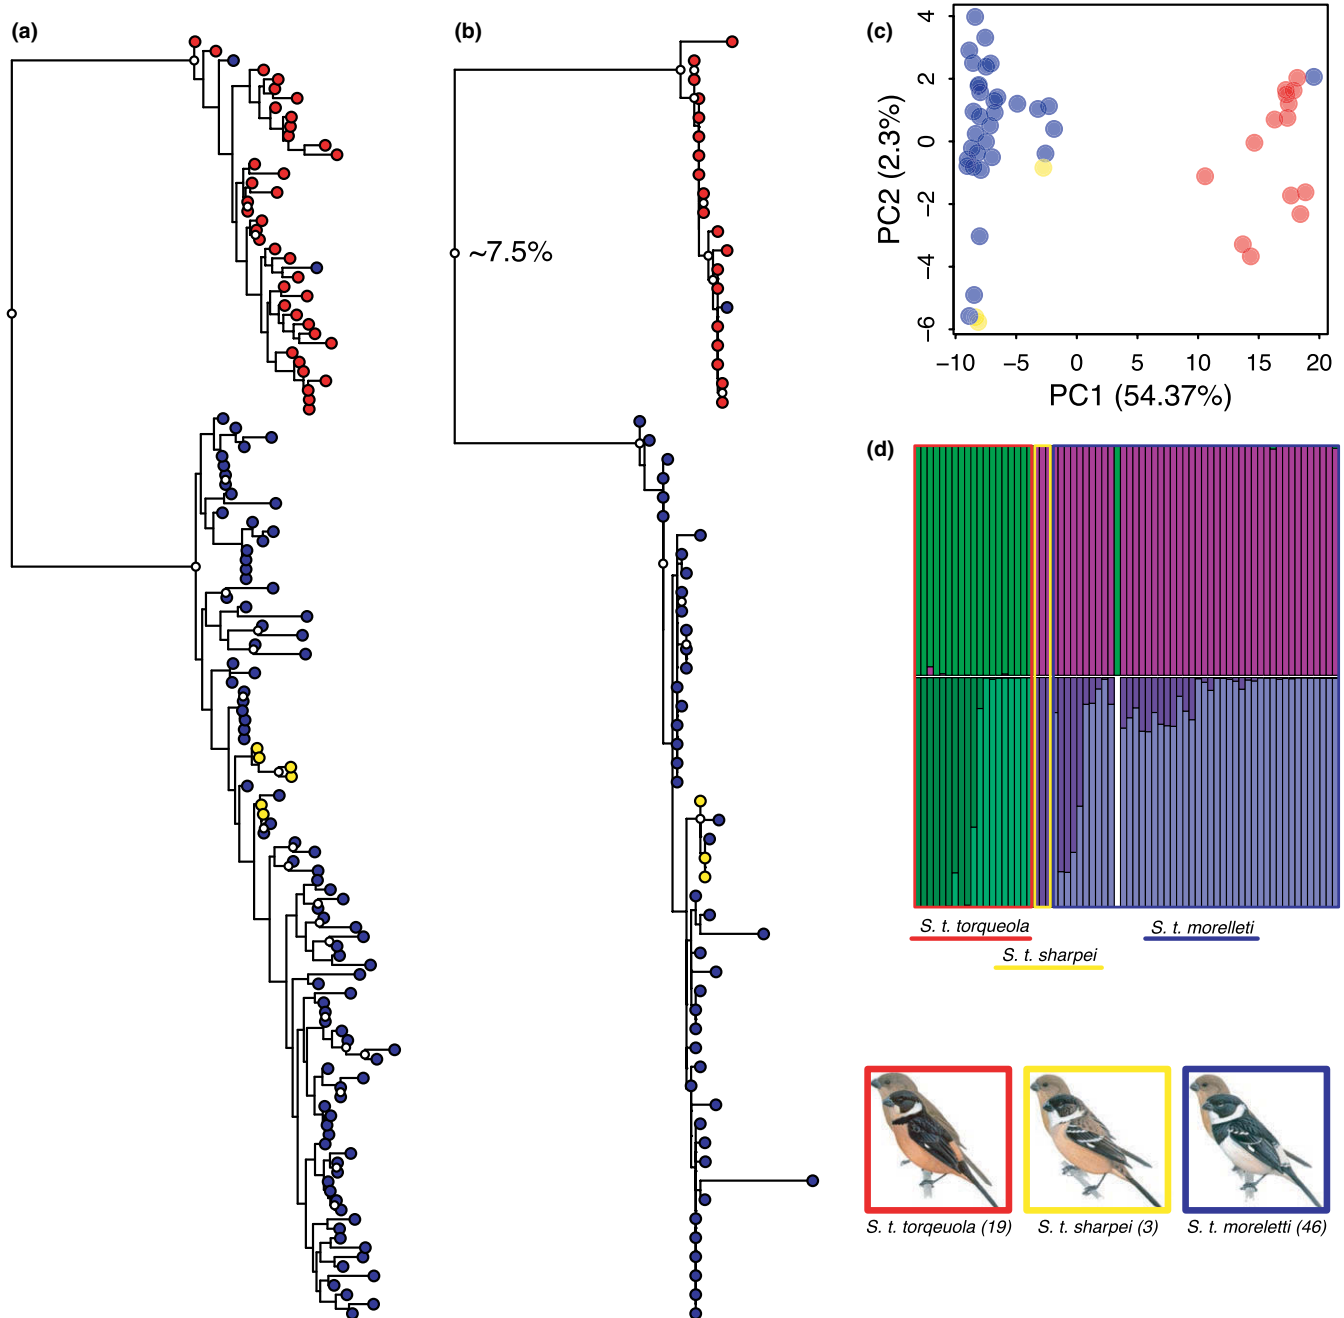 (a)
(b)
~7.5%
(c)
PC2 (2.3%)
4
2
0
−2
−4
−6
−10 −5 0 5 10 15 20
PC1 (54.37%)
(d)
S. t. torqueola
S. t. morelleti
S. t. sharpei
S. t. torqeuola (19)
S. t. sharpei (3)
S. t. moreletti (46)